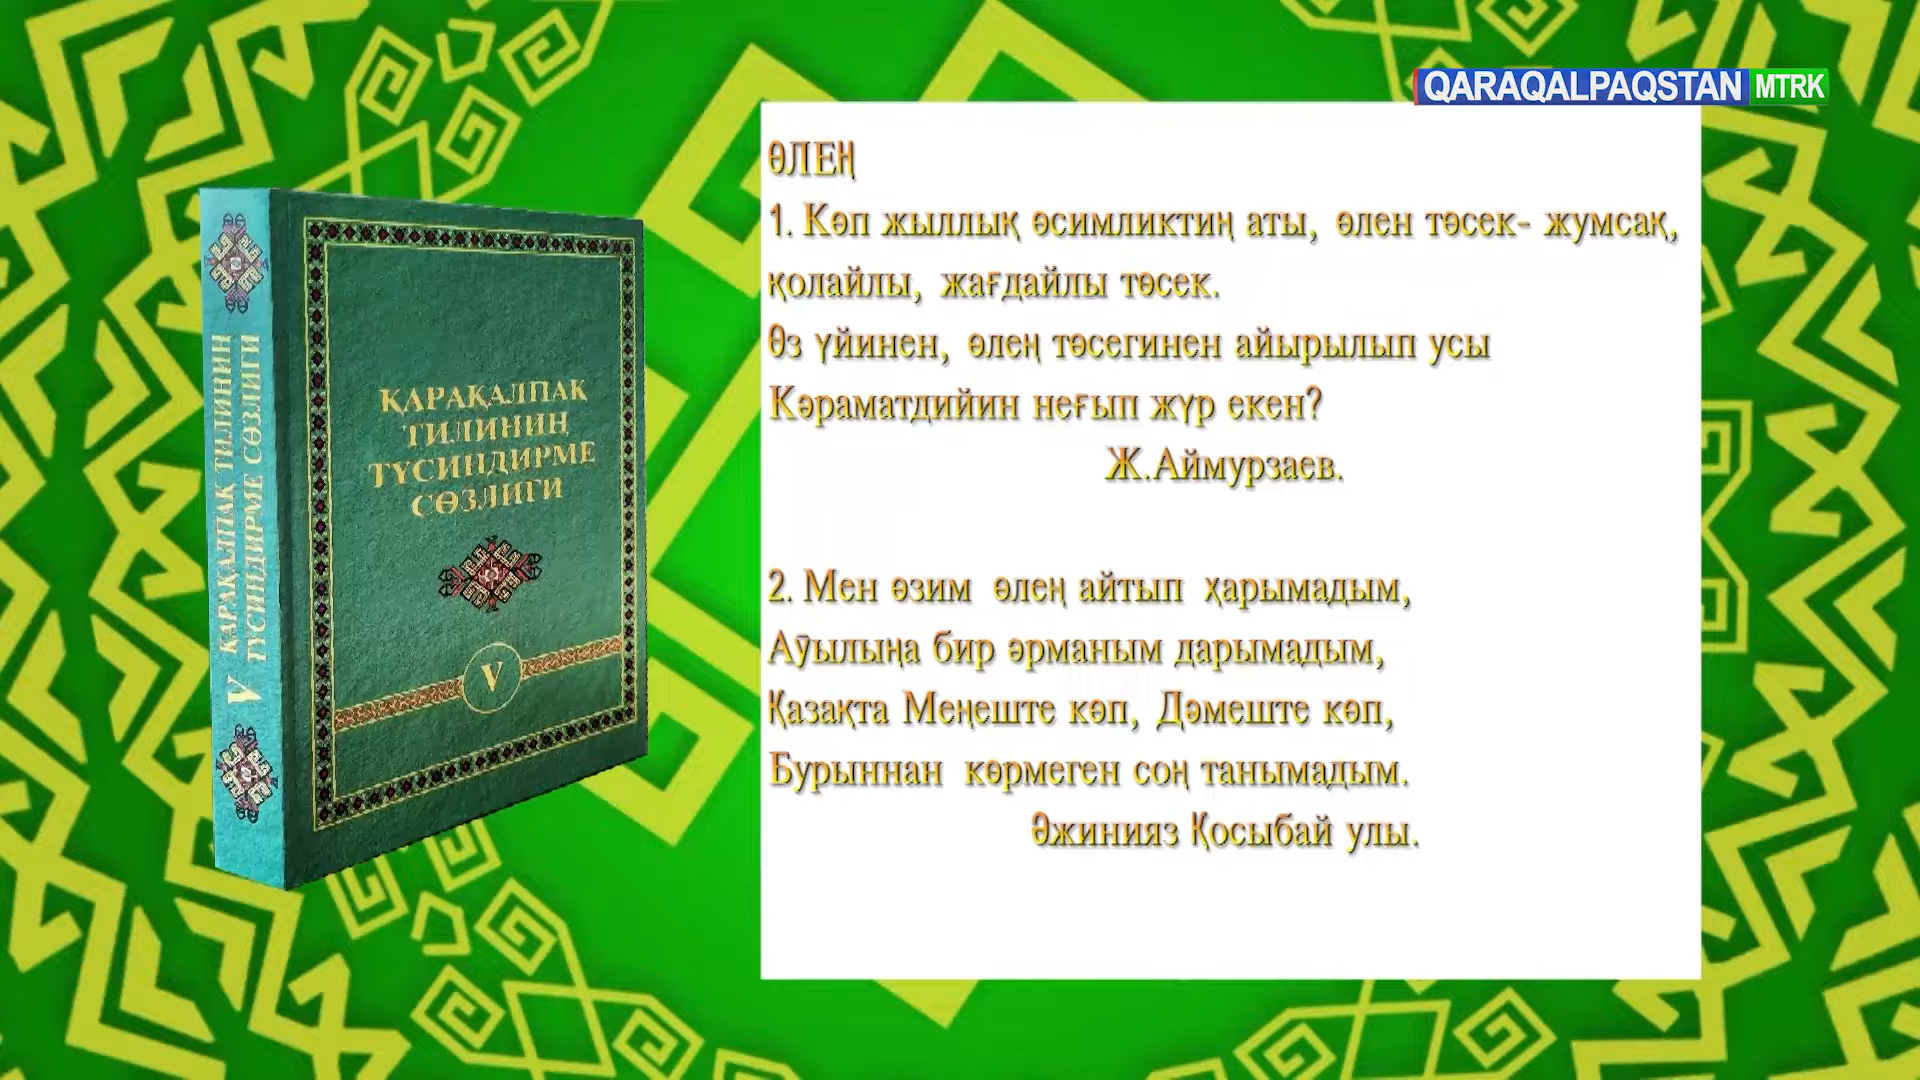 QARAQALPAQSTAN MTRK
ӨЛЕҢ
1. Көп жыллық өсимликтиң аты, өлен төсек- жумсақ,
қолайлы, жағдайлы төсек.
Өз үйинен, өлең төсегинен айырылып усы
Кәраматдийин неғып жүр екен?
Ж.Аймурзаев.
2. Мен өзим өлең айтып ҳарымадым,
Аўылыңа бир әрманым дарымадым,
Қазақта Меңеште көп, Дәмеште көп,
Бурыннан көрмеген соң танымадым.
Әжинияз Қосыбай улы.
ҚАРАҚАЛПАҚ
ТИЛИНИҢ
ТҮСИНДИРМЕ
СӨЗЛИГИ
V
ҚАРАҚАЛПАҚ ТИЛИНИҢ
ТҮСИНДИРМЕ СӨЗЛИГИ
V